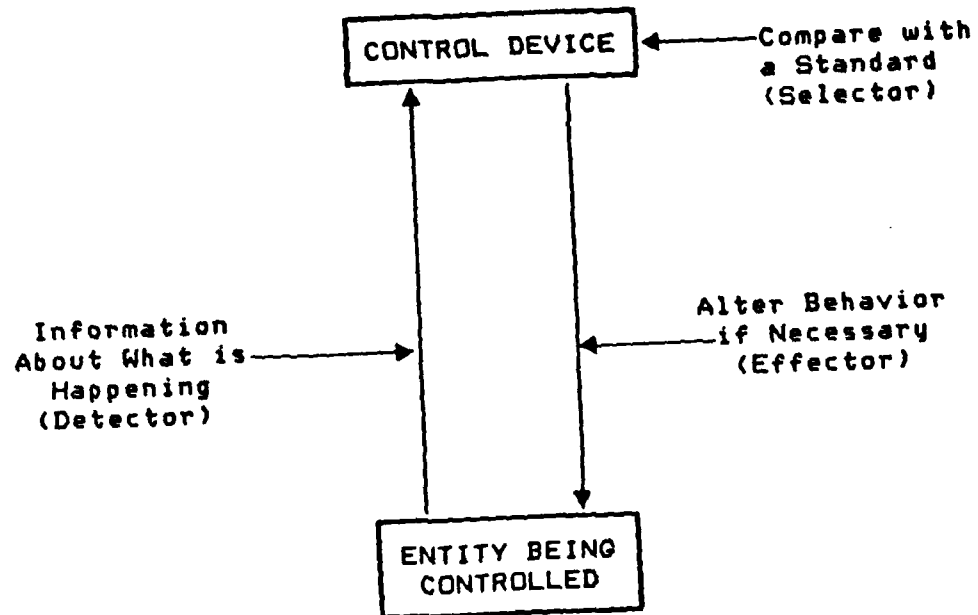 CONTROL DEVICE
Compare with
a Standard
(Selector)
Information
About What is
Happening
(Detector)
Alter Behavior
if Necessary
(Effector)
ENTITY BEING
CONTROLLED